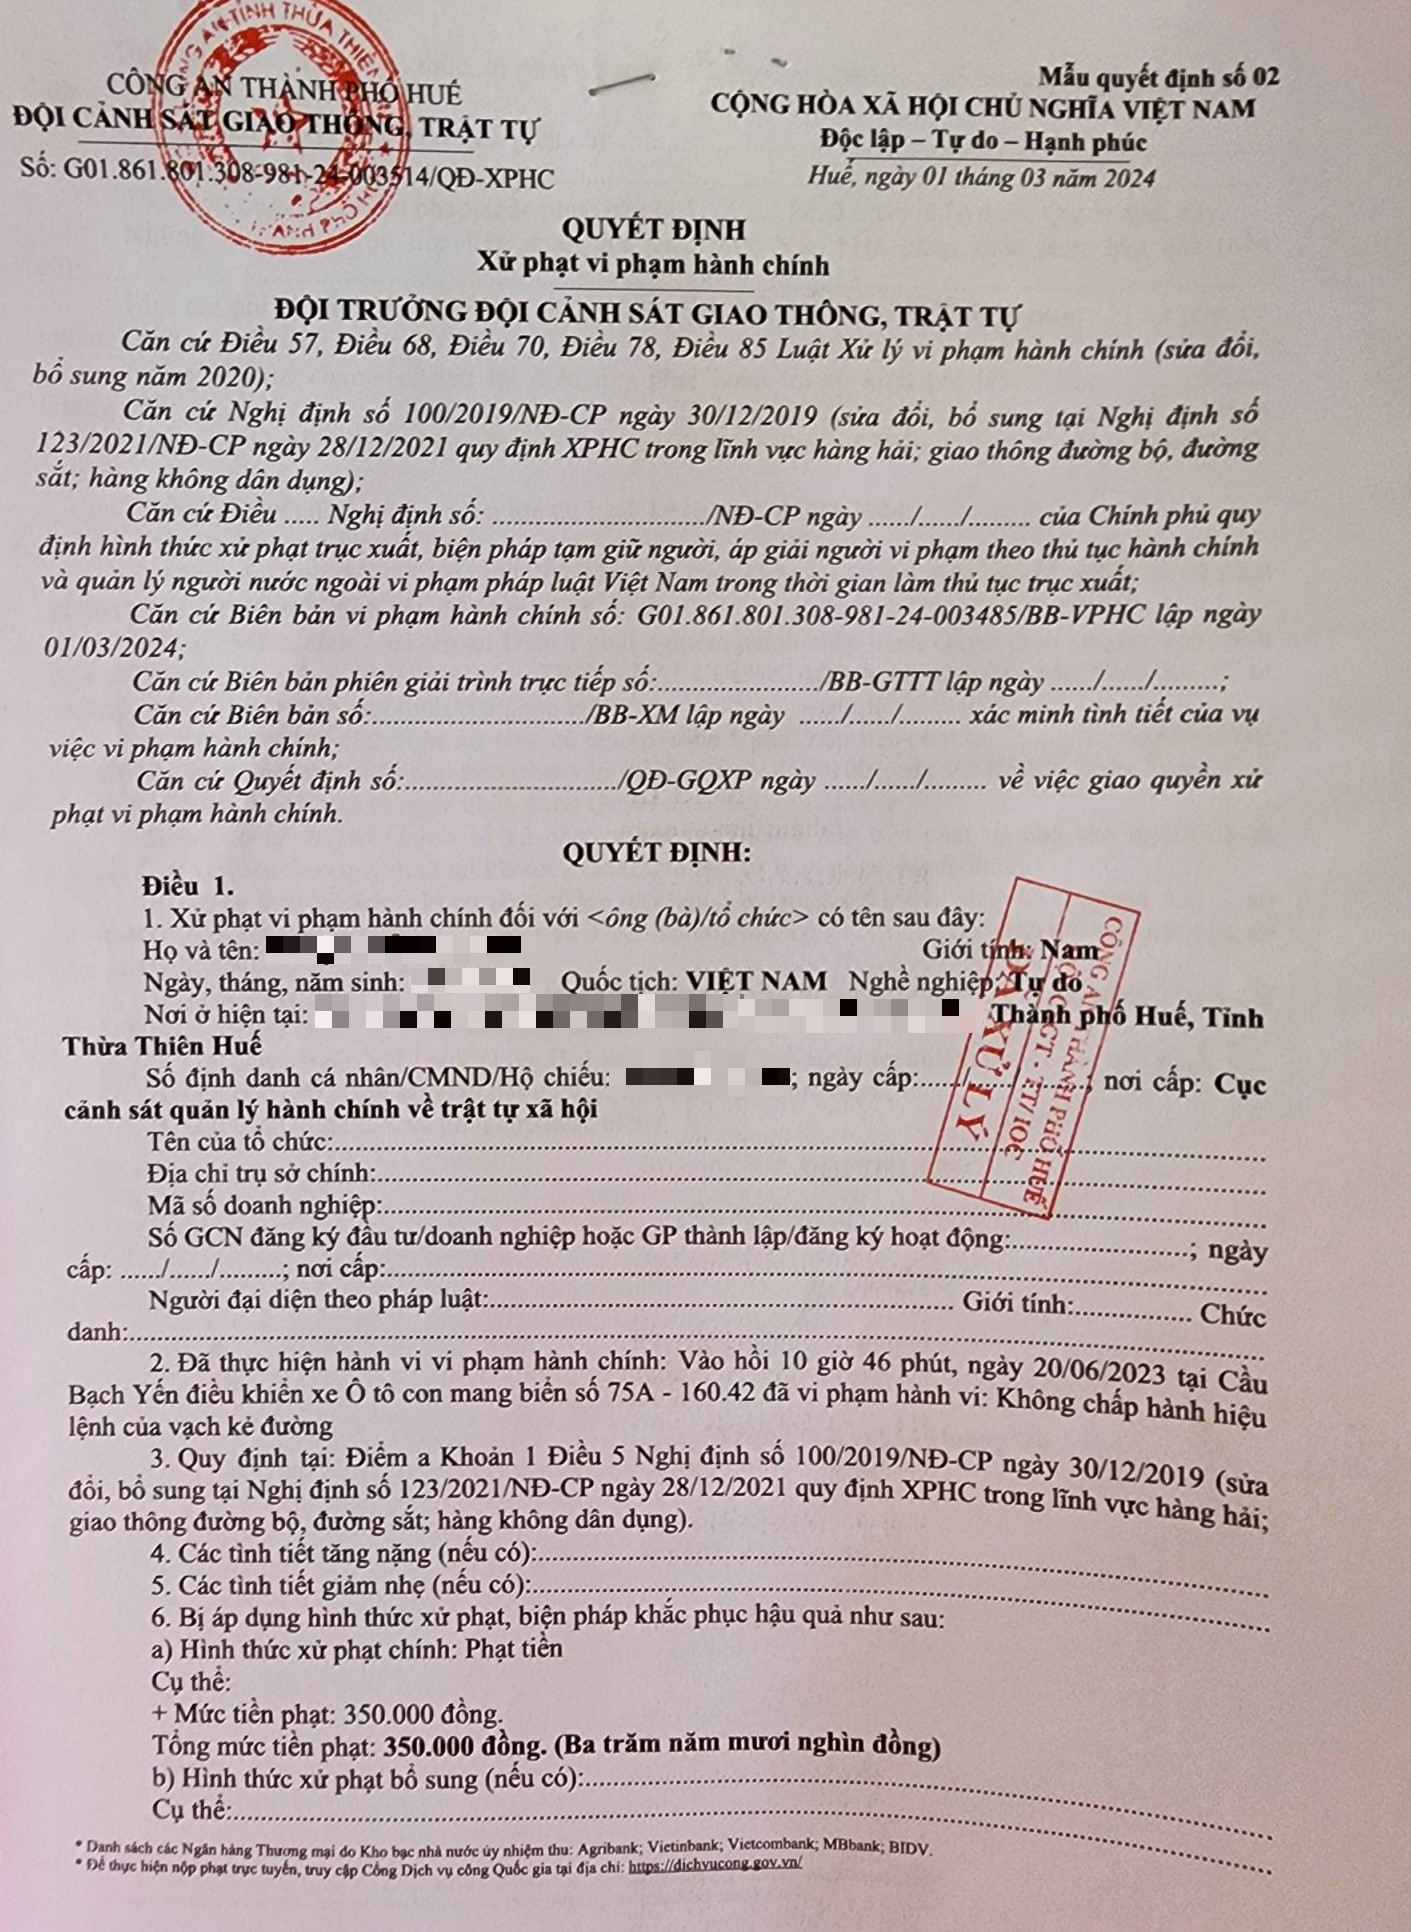 CÔNG AN TỈNH THỪA THIÊN
THÀNH PHỐ HUẾ
CÔNG AN THÀNH PHỐ HUẾ
ĐỘI CẢNH SÁT GIAO THÔNG, TRẬT TỰ
Số: G01.861.801.308-981-24-003514/QĐ-XPHC
Mẫu quyết định số 02
CỘNG HÒA XÃ HỘI CHỦ NGHĨA VIỆT NAM
Độc lập – Tự do – Hạnh phúc
Huế, ngày 01 tháng 03 năm 2024
QUYẾT ĐỊNH
Xử phạt vi phạm hành chính
ĐỘI TRƯỞNG ĐỘI CẢNH SÁT GIAO THÔNG, TRẬT TỰ
Căn cứ Điều 57, Điều 68, Điều 70, Điều 78, Điều 85 Luật Xử lý vi phạm hành chính (sửa đổi,
bổ sung năm 2020);
Căn cứ Nghị định số 100/2019/NĐ-CP ngày 30/12/2019 (sửa đổi, bổ sung tại Nghị định số
123/2021/NĐ-CP ngày 28/12/2021 quy định XPHC trong lĩnh vực hàng hải; giao thông đường bộ, đường
sắt; hàng không dân dụng);
Căn cứ Điều ..... Nghị định số: ............................/NĐ-CP ngày ....../....../......... của Chính phủ quy
định hình thức xử phạt trục xuất, biện pháp tạm giữ người, áp giải người vi phạm theo thủ tục hành chính
và quản lý người nước ngoài vi phạm pháp luật Việt Nam trong thời gian làm thủ tục trục xuất;
Căn cứ Biên bản vi phạm hành chính số: G01.861.801.308-981-24-003485/BB-VPHC lập ngày
01/03/2024;
Căn cứ Biên bản phiên giải trình trực tiếp số:...................../BB-GTTT lập ngày ....../....../.........;
Căn cứ Biên bản số:............................/BB-XM lập ngày ....../....../......... xác minh tình tiết của vụ
việc vi phạm hành chính;
Căn cứ Quyết định số:............................/QĐ-GQXP ngày ....../....../......... về việc giao quyền xử
phạt vi phạm hành chính.
QUYẾT ĐỊNH:
Điều 1.
1. Xử phạt vi phạm hành chính đối với <ông (bà)/tổ chức> có tên sau đây:
Họ và tên: Giới tính: Nam
Ngày, tháng, năm sinh: Quốc tịch: VIỆT NAM Nghề nghiệp: Tự do
Nơi ở hiện tại: Thành phố Huế, Tỉnh
Thừa Thiên Huế
Số định danh cá nhân/CMND/Hộ chiếu: ; ngày cấp:....../....../.........; nơi cấp: Cục
cảnh sát quản lý hành chính về trật tự xã hội
CÔNG AN THÀNH PHỐ HUẾ
ĐÃ XỬ LÝ
Tên của tổ chức:....................
Địa chỉ trụ sở chính:....................
Mã số doanh nghiệp:....................
Số GCN đăng ký đầu tư/doanh nghiệp hoặc GP thành lập/đăng ký hoạt động:....................; ngày
cấp: ....../....../.........; nơi cấp:....................
Người đại diện theo pháp luật:.................... Giới tính:................ Chức
danh:....................
2. Đã thực hiện hành vi vi phạm hành chính: Vào hồi 10 giờ 46 phút, ngày 20/06/2023 tại Cầu
Bạch Yến điều khiển xe Ô tô con mang biển số 75A - 160.42 đã vi phạm hành vi: Không chấp hành hiệu
lệnh của vạch kẻ đường
3. Quy định tại: Điểm a Khoản 1 Điều 5 Nghị định số 100/2019/NĐ-CP ngày 30/12/2019 (sửa
đổi, bổ sung tại Nghị định số 123/2021/NĐ-CP ngày 28/12/2021 quy định XPHC trong lĩnh vực hàng hải;
giao thông đường bộ, đường sắt; hàng không dân dụng).
4. Các tình tiết tăng nặng (nếu có):....................
5. Các tình tiết giảm nhẹ (nếu có):....................
6. Bị áp dụng hình thức xử phạt, biện pháp khắc phục hậu quả như sau:
a) Hình thức xử phạt chính: Phạt tiền
Cụ thể:
+ Mức tiền phạt: 350.000 đồng.
Tổng mức tiền phạt: 350.000 đồng. (Ba trăm năm mươi nghìn đồng)
b) Hình thức xử phạt bổ sung (nếu có):....................
Cụ thể:....................
* Danh sách các Ngân hàng Thương mại do Kho bạc nhà nước ủy nhiệm thu: Agribank; Vietinbank; Vietcombank; MBbank; BIDV.
* Để thực hiện nộp phạt trực tuyến, truy cập Cổng Dịch vụ công Quốc gia tại địa chỉ: https://dichvucong.gov.vn/